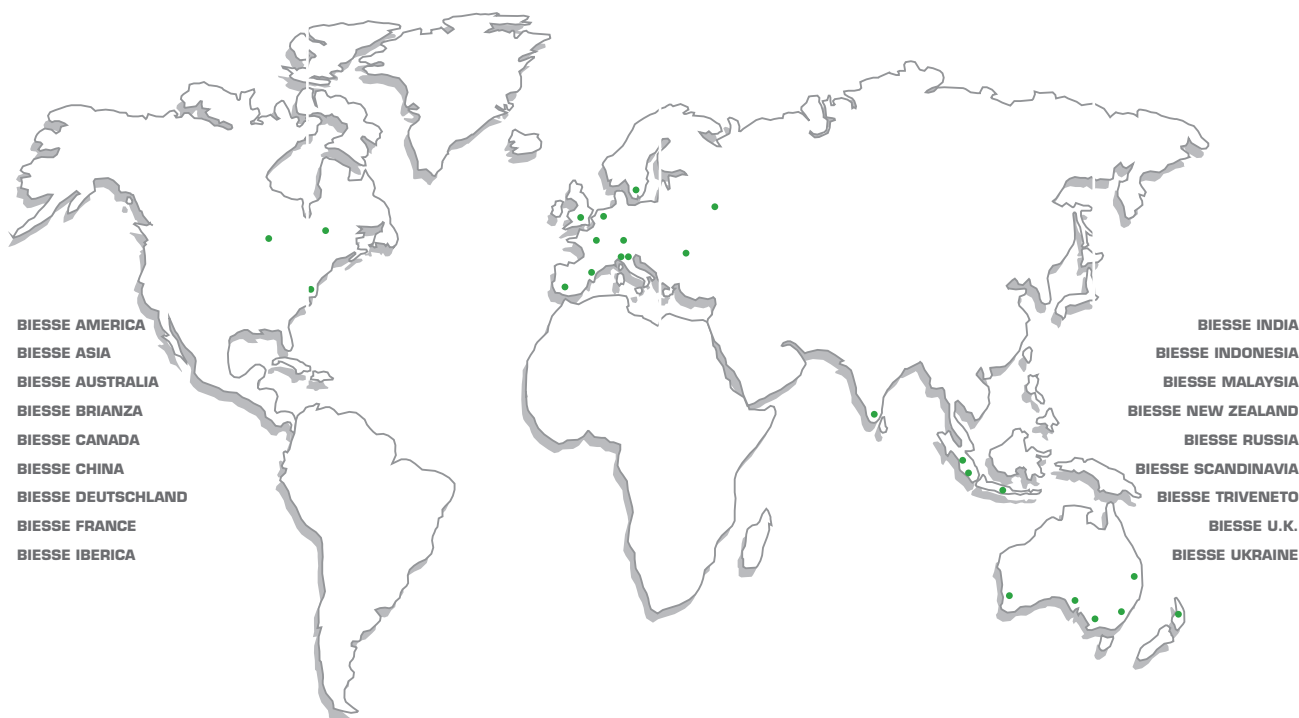 BIESSE AMERICA
BIESSE ASIA
BIESSE AUSTRALIA
BIESSE BRIANZA
BIESSE CANADA
BIESSE CHINA
BIESSE DEUTSCHLAND
BIESSE FRANCE
BIESSE IBERICA
BIESSE INDIA
BIESSE INDONESIA
BIESSE MALAYSIA
BIESSE NEW ZEALAND
BIESSE RUSSIA
BIESSE SCANDINAVIA
BIESSE TRIVENETO
BIESSE U.K.
BIESSE UKRAINE